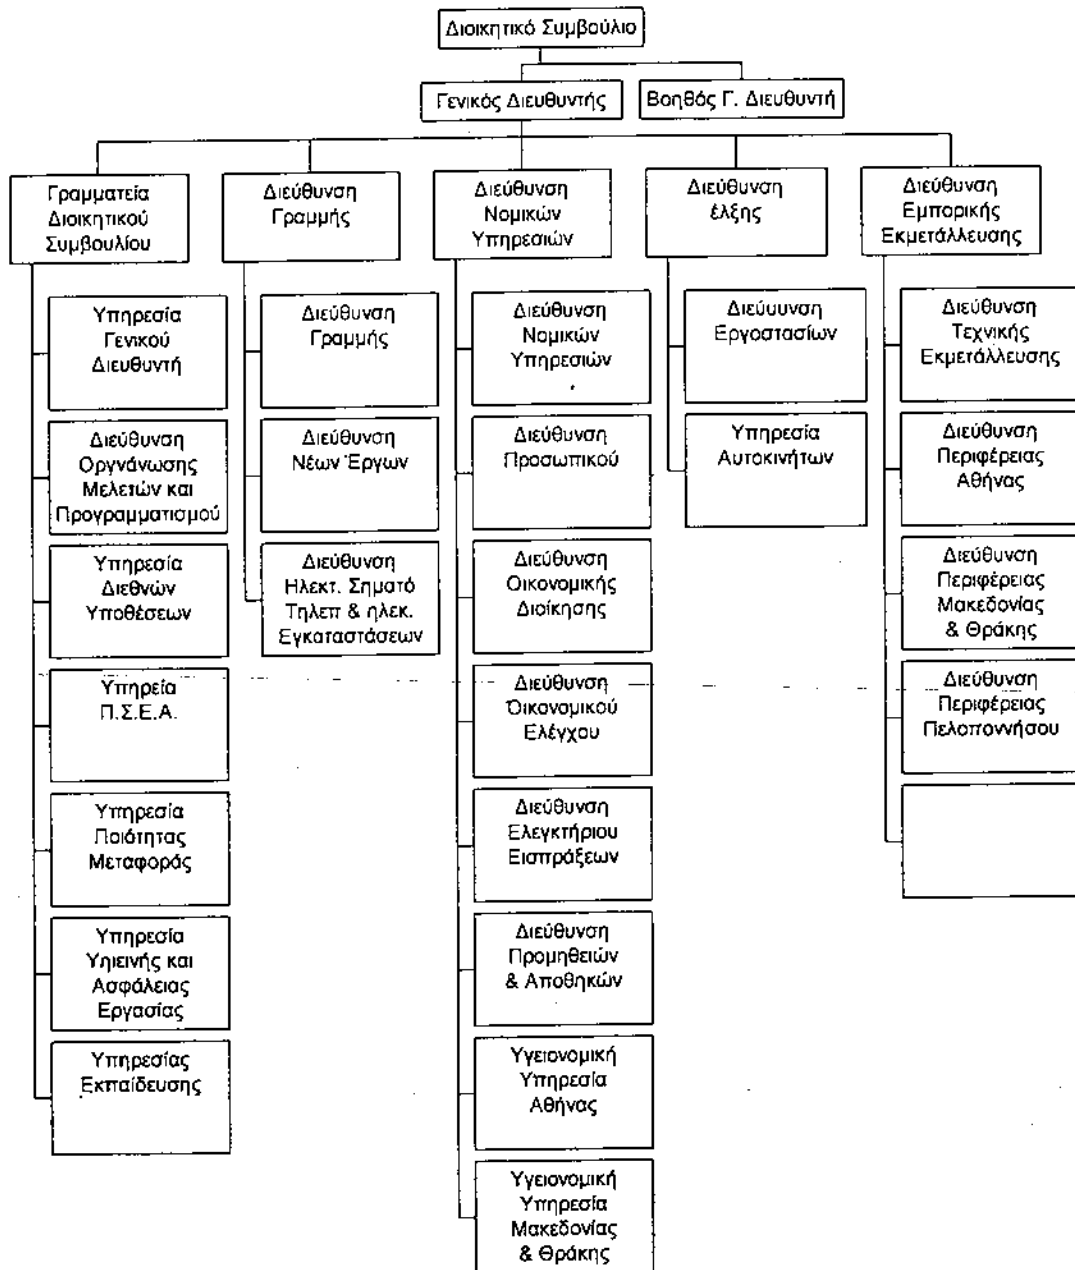 Διοικητικό Συμβούλιο
Γενικός Διευθυντής
Βοηθός Γ. Διευθυντή
Γραμματεία
Διοικητικού
Συμβουλίου
Διεύθυνση
Γραμμής
Διεύθυνση
Νομικών
Υπηρεσιών
Διεύθυνση
έλξης
Διεύθυνση
Εμπορικής
Εκμετάλλευσης
Υπηρεσία
Γενικού
Διευθυντή
Διεύθυνση
Οργνάνωσης
Μελετών και
Προγραμματισμού
Υπηρεσία
Διεθνών
Υποθέσεων
Υπηρεία
Π.Σ.Ε.Α.
Υπηρεσία
Ποιότητας
Μεταφοράς
Υπηρεσία
Υηιεινής και
Ασφάλειας
Εργασίας
Υπηρεσίας
Εκπαίδευσης
Διεύθυνση
Γραμμής
Διεύθυνση
Νέων Έργων
Διεύθυνση
Ηλεκτ. Σηματό
Τηλεπ & ηλεκ.
Εγκαταστάσεων
Διεύθυνση
Νομικών
Υπηρεσιών
Διεύθυνση
Προσωπικού
Διεύθυνση
Οικονομικής
Διοίκησης
Διεύθυνση
Οικονομικού
Ελέγχου
Διεύθυνση
Ελεγκτήριου
Εισπράξεων
Διεύθυνση
Προμηθειών
& Αποθηκών
Υγειονομική
Υπηρεσία
Αθήνας
Υγειονομική
Υπηρεσία
Μακεδονίας
& Θράκης
Διεύυυνση
Εργοστασίων
Υπηρεσία
Αυτοκινήτων
Διεύθυνση
Τεχνικής
Εκμετάλλευσης
Διεύθυνση
Περιφέρειας
Αθήνας
Διεύθυνση
Περιφέρειας
Μακεδονίας
& Θράκης
Διεύθυνση
Περιφέρειας
Πελοποννήσου